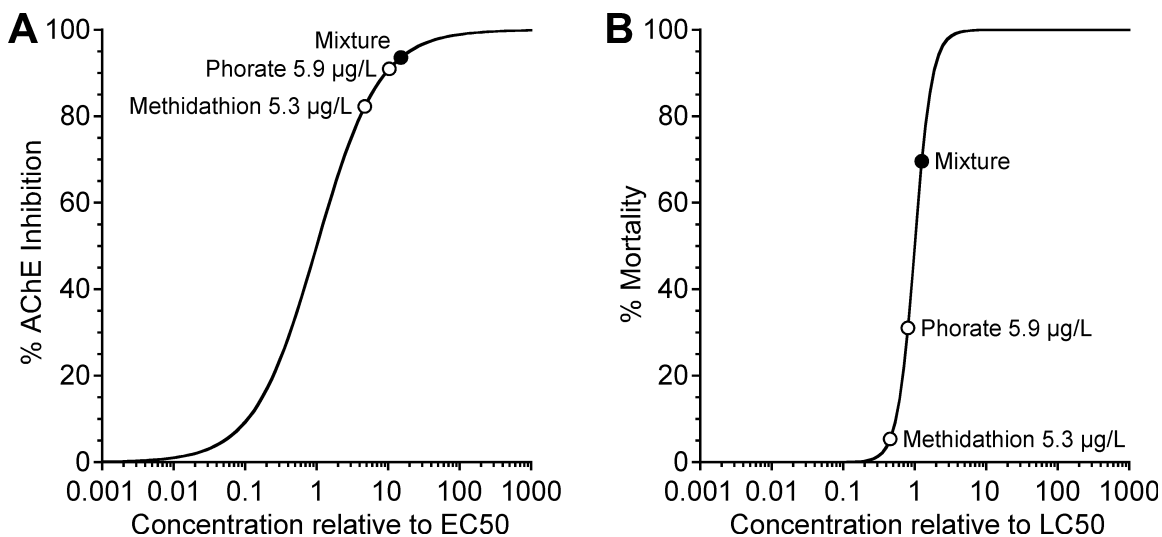 A
% AChE Inhibition
100
80
60
40
20
0
Mixture
Phorate 5.9 µg/L
Methidathion 5.3 µg/L
0.001 0.01 0.1 1 10 100 1000
Concentration relative to EC50
B
% Mortality
100
80
60
40
20
0
Mixture
Phorate 5.9 µg/L
Methidathion 5.3 µg/L
0.001 0.01 0.1 1 10 100 1000
Concentration relative to LC50